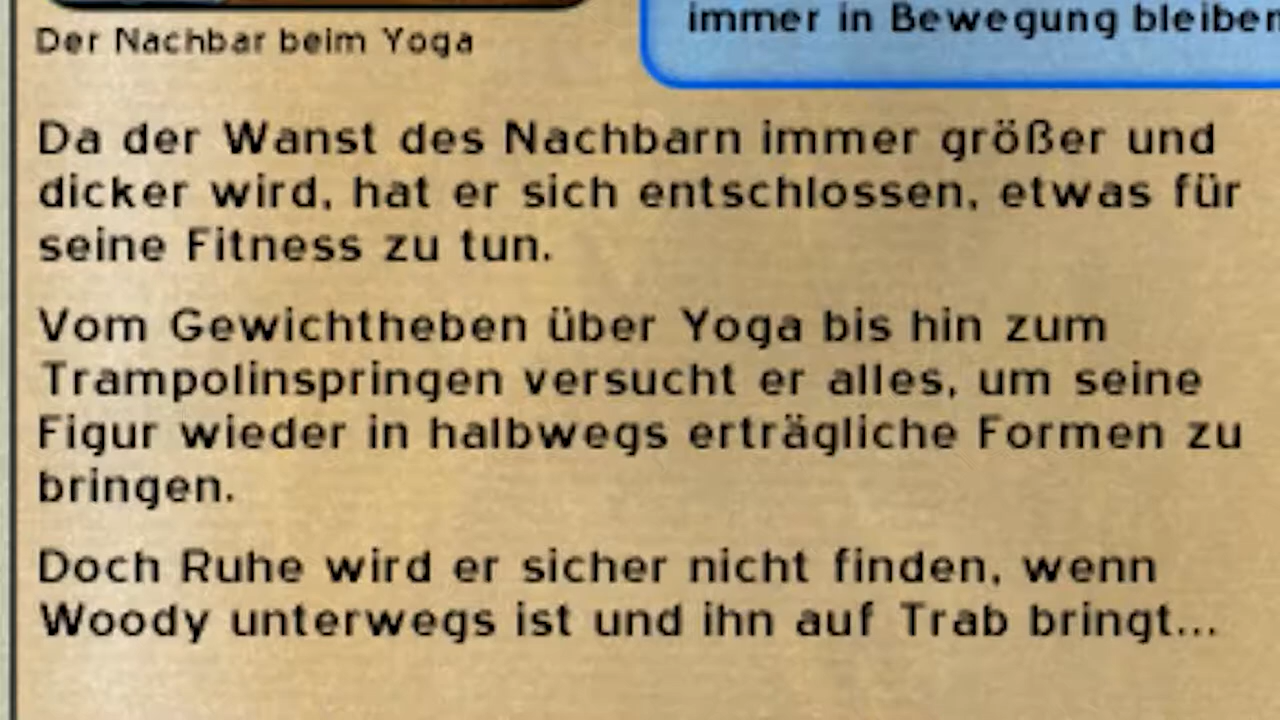 immer in Bewegung bleiben
Der Nachbar beim Yoga
Da der Wanst des Nachbarn immer größer und
dicker wird, hat er sich entschlossen, etwas für
seine Fitness zu tun.
Vom Gewichtheben über Yoga bis hin zum
Trampolinspringen versucht er alles, um seine
Figur wieder in halbwegs erträgliche Formen zu
bringen.
Doch Ruhe wird er sicher nicht finden, wenn
Woody unterwegs ist und ihn auf Trab bringt...